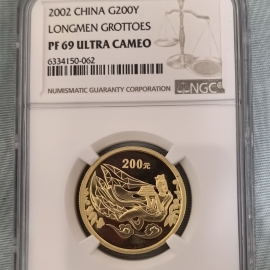 2002 CHINA G200Y
LONGMEN GROTTOES
PF 69 ULTRA CAMEO
6334150-062
NUMISMATIC GUARANTY CORPORATION
NGC
200元